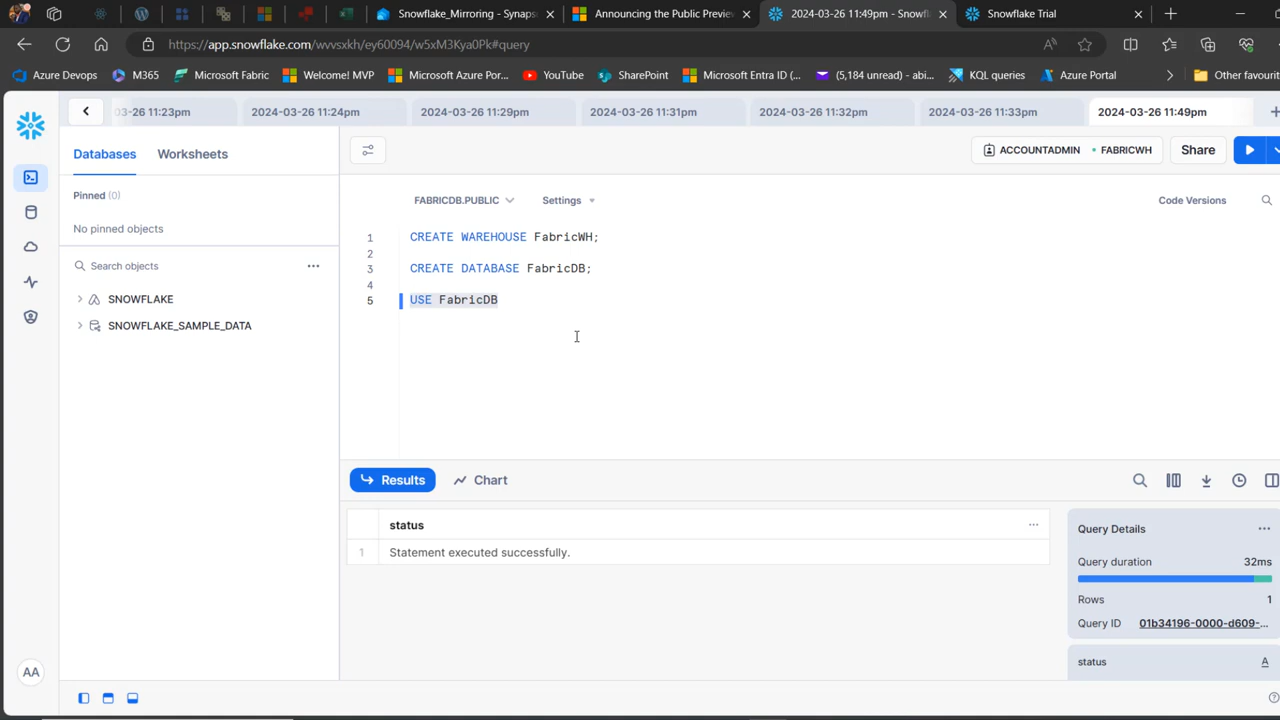 Snowflake_Mirroring - Synaps
Announcing the Public Preview
2024-03-26 11:49pm - Snowfl
Snowflake Trial
https://app.snowflake.com/wvvsxkh/ey60094/w5xM3Kya0Pk#query
Azure Devops
M365
Microsoft Fabric
Welcome! MVP
Microsoft Azure Por...
YouTube
SharePoint
Microsoft Entra ID (...
(5,184 unread) - abi...
KQL queries
Azure Portal
Other favourit
03-26 11:23pm
2024-03-26 11:24pm
2024-03-26 11:29pm
2024-03-26 11:31pm
2024-03-26 11:32pm
2024-03-26 11:33pm
2024-03-26 11:49pm
Databases
Worksheets
ACCOUNTADMIN
FABRICWH
Share
Pinned (0)
No pinned objects
Search objects
SNOWFLAKE
SNOWFLAKE_SAMPLE_DATA
AA
FABRICDB.PUBLIC
Settings
Code Versions
1 CREATE WAREHOUSE FabricWH;
2
3 CREATE DATABASE FabricDB;
4
5 USE FabricDB
Results
Chart
status
1 Statement executed successfully.
Query Details
Query duration
32ms
Rows
1
Query ID
01b34196-0000-d609-...
status
A